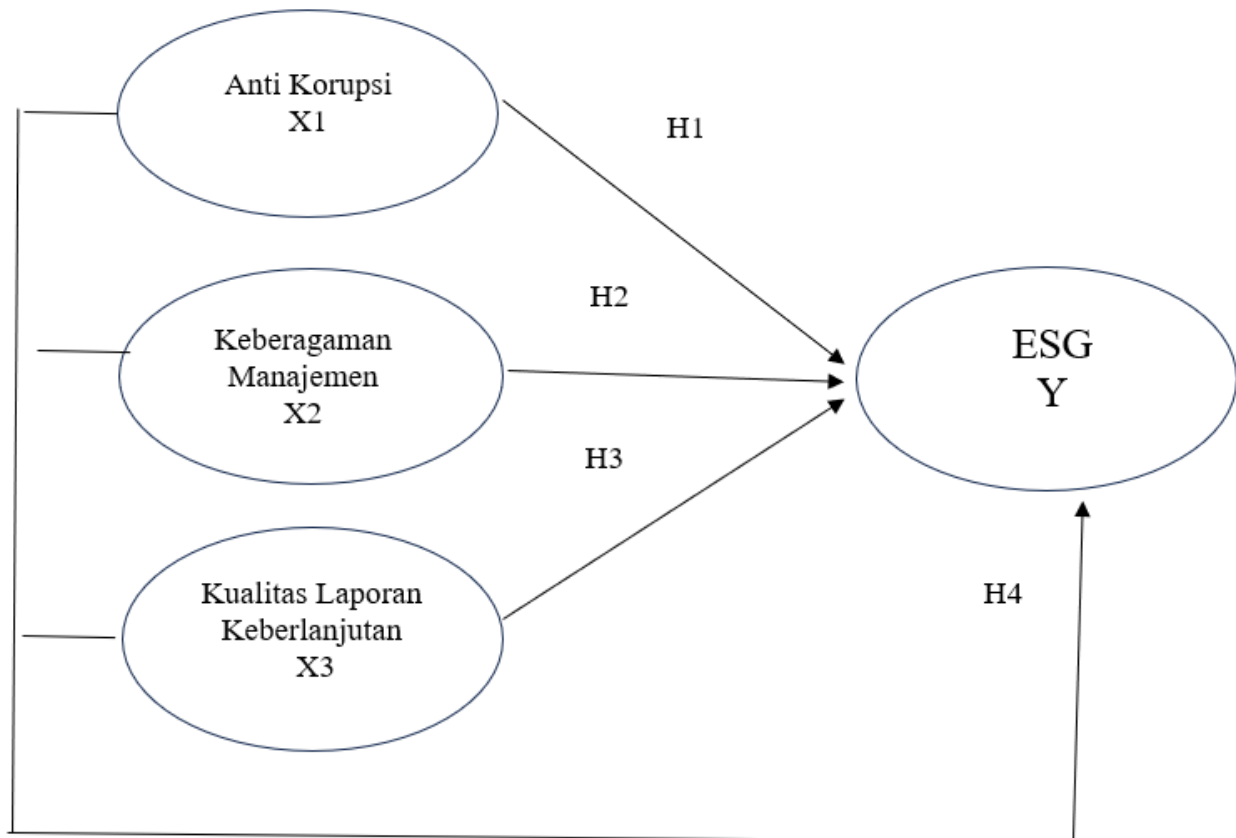 Anti Korupsi
X1
H1
H2
Keberagaman
Manajemen
X2
ESG
Y
H3
Kualitas Laporan
Keberlanjutan
X3
H4